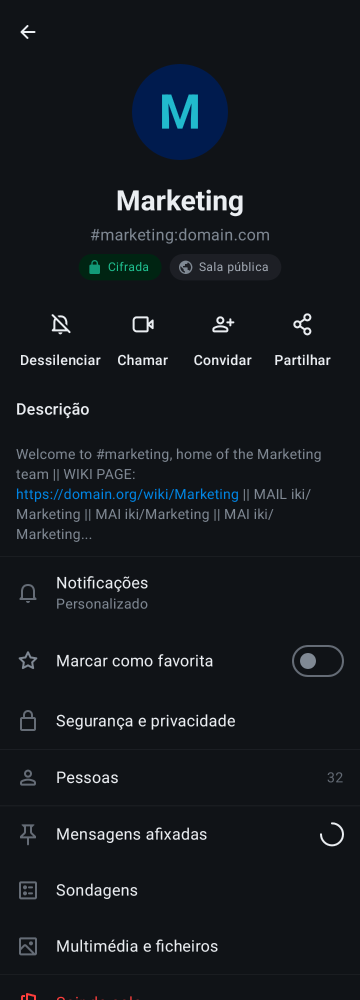 M
Marketing
#marketing:domain.com
Cifrada
Sala pública
Dessilenciar
Chamar
Convidar
Partilhar
Descrição
Welcome to #marketing, home of the Marketing
team || WIKI PAGE:
https://domain.org/wiki/Marketing || MAIL iki/
Marketing || MAI iki/Marketing || MAI iki/
Marketing...
Notificações
Personalizado
Marcar como favorita
Segurança e privacidade
Pessoas 32
Mensagens afixadas
Sondagens
Multimédia e ficheiros